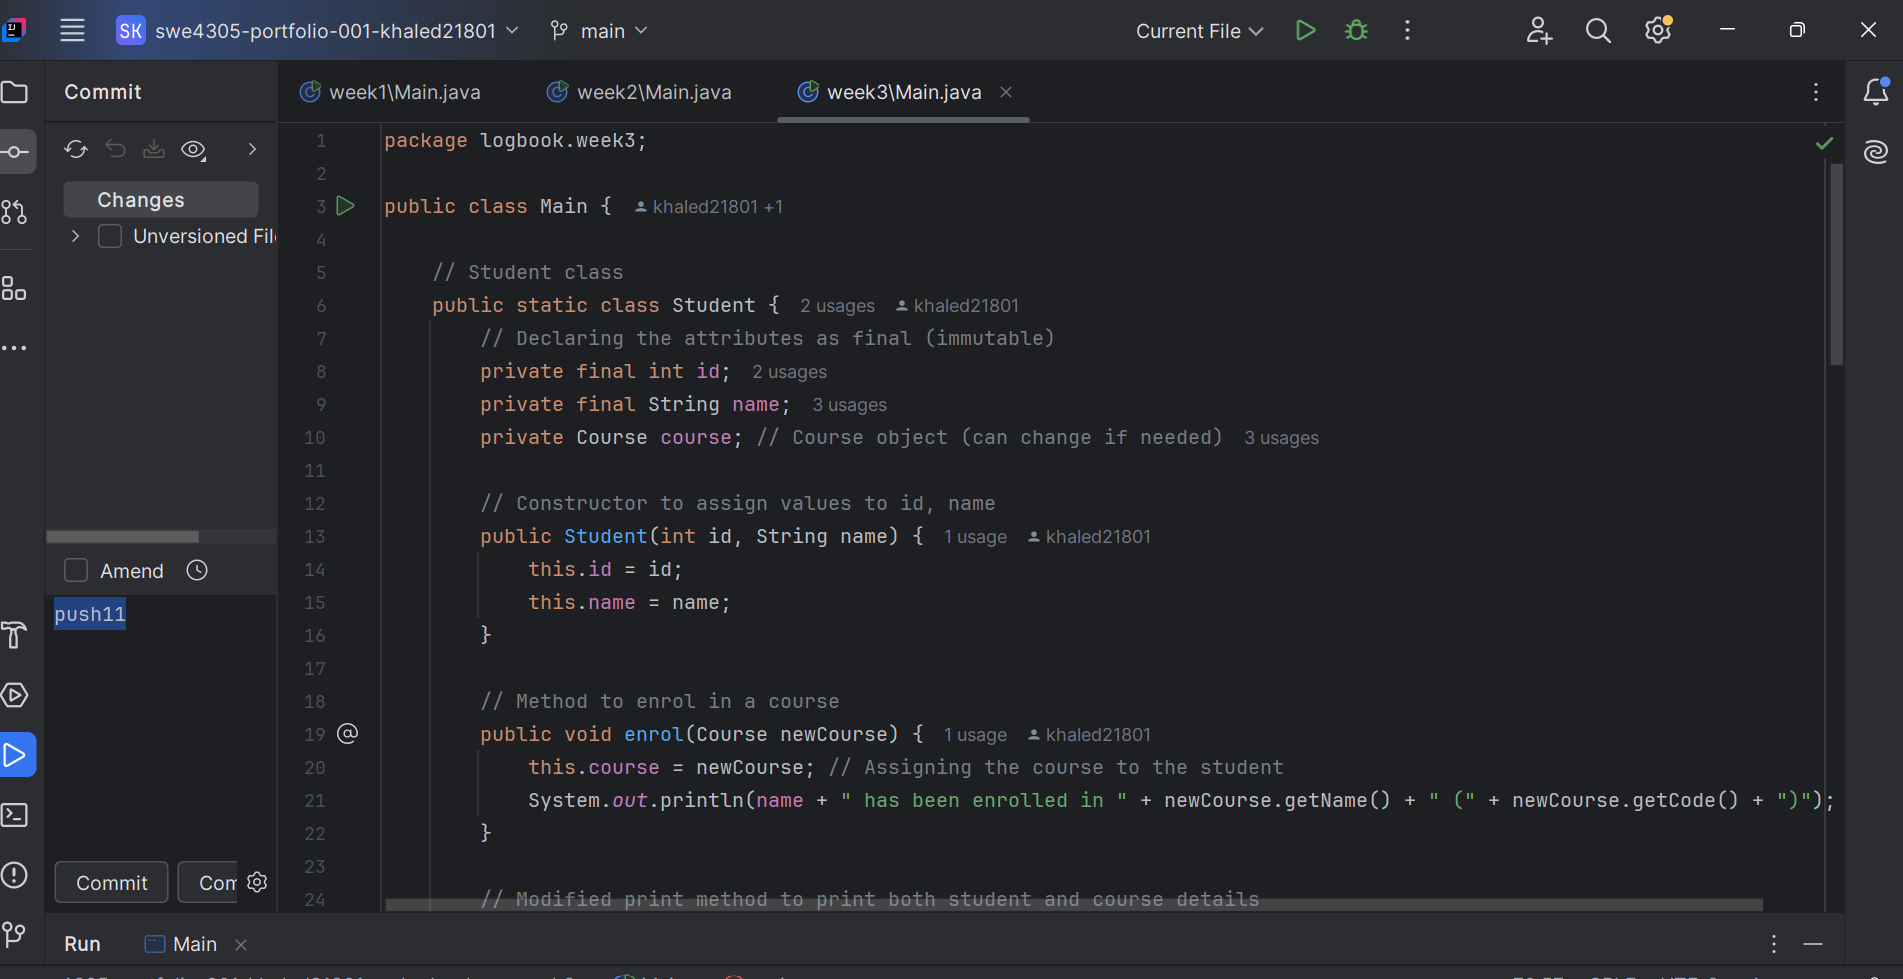 SK swe4305-portfolio-001-khaled21801 main Current File
Commit
week1\Main.java week2\Main.java week3\Main.java
Changes
Unversioned Fil
Amend
push11
Commit Com
1 package logbook.week3;
2
3 public class Main { khaled21801 +1
4
5 // Student class
6 public static class Student { 2 usages khaled21801
7 // Declaring the attributes as final (immutable)
8 private final int id; 2 usages
9 private final String name; 3 usages
10 private Course course; // Course object (can change if needed) 3 usages
11
12 // Constructor to assign values to id, name
13 public Student(int id, String name) { 1 usage khaled21801
14 this.id = id;
15 this.name = name;
16 }
17
18 // Method to enrol in a course
19 public void enrol(Course newCourse) { 1 usage khaled21801
20 this.course = newCourse; // Assigning the course to the student
21 System.out.println(name + " has been enrolled in " + newCourse.getName() + " (" + newCourse.getCode() + ")");
22 }
23
24 // Modified print method to print both student and course details
Run Main